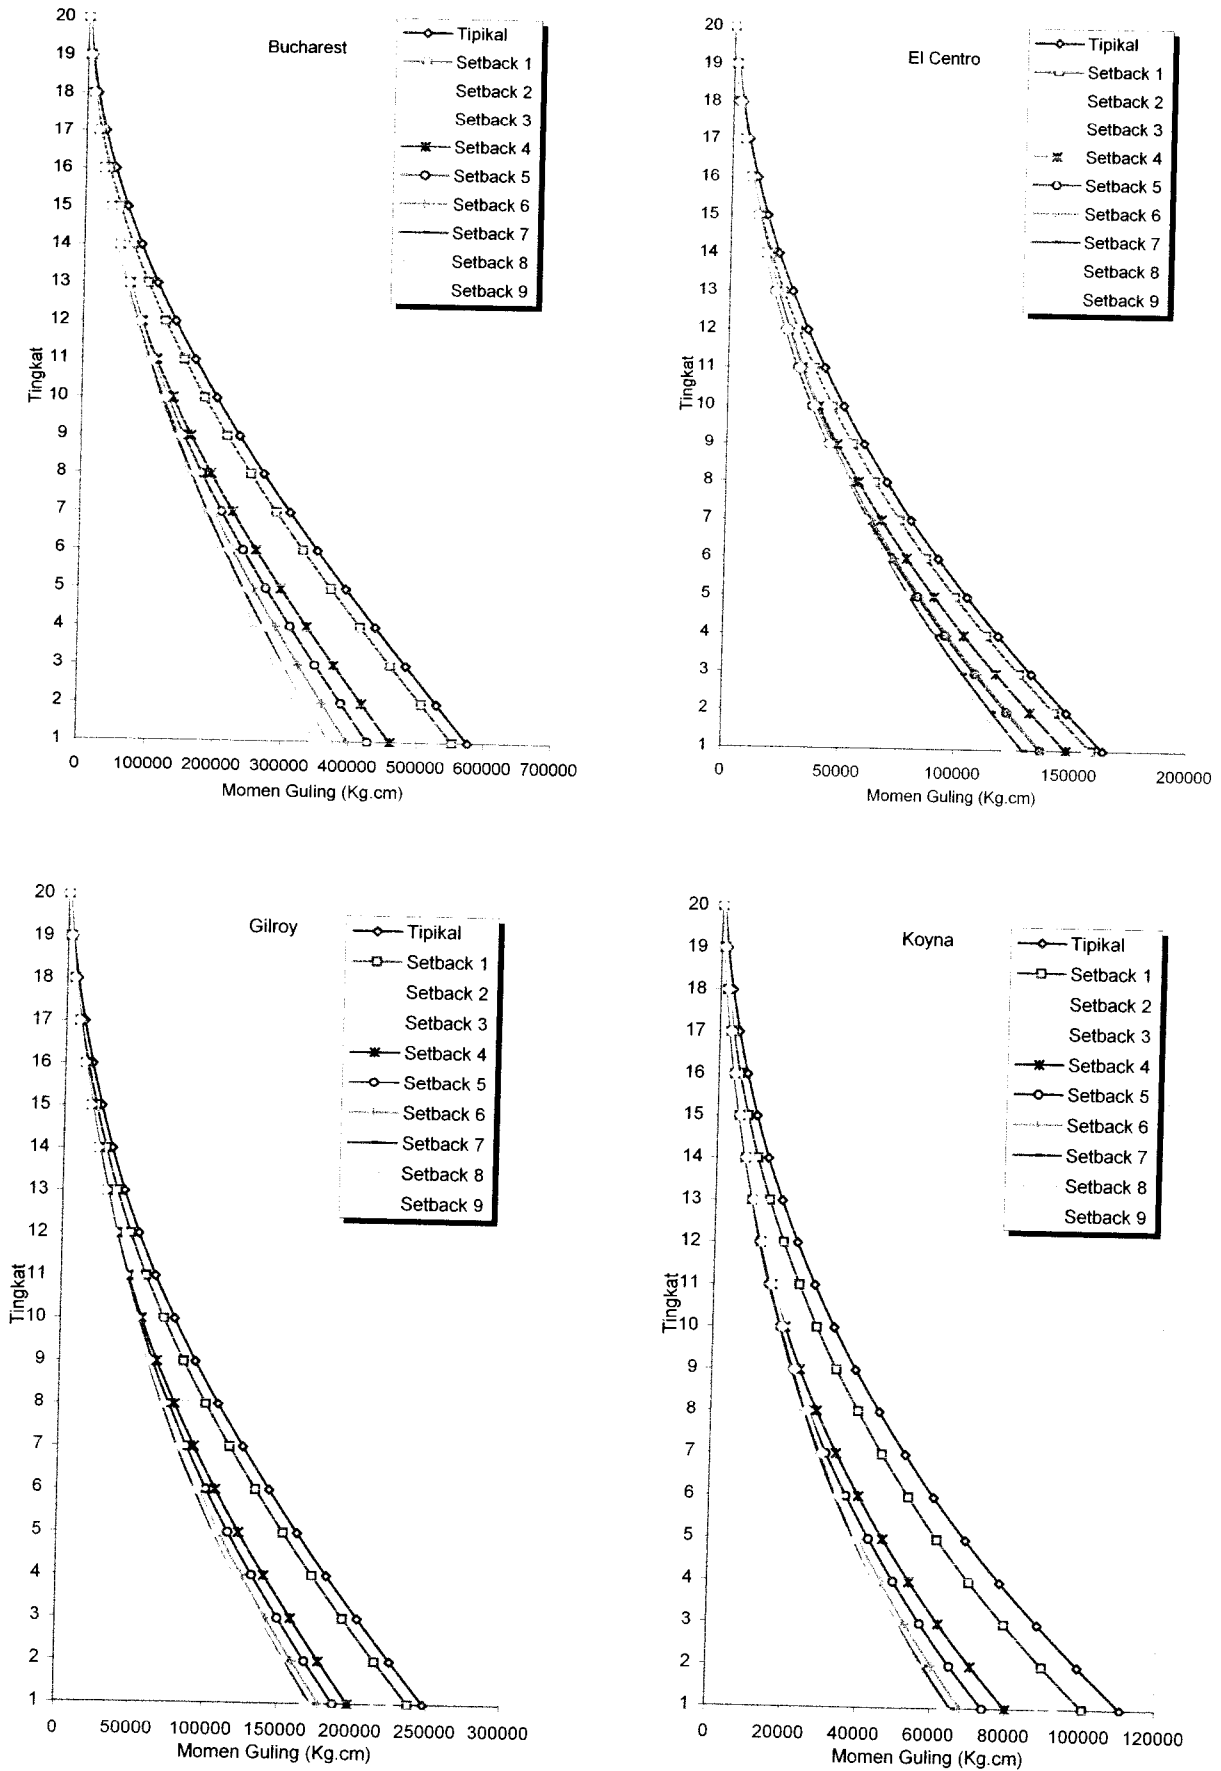 Bucharest
20
19
18
17
16
15
14
13
12
11
10
9
8
7
6
5
4
3
2
1
Tingkat
0 100000 200000 300000 400000 500000 600000 700000
Momen Guling (Kg.cm)
Tipikal
Setback 1
Setback 2
Setback 3
Setback 4
Setback 5
Setback 6
Setback 7
Setback 8
Setback 9
El Centro
20
19
18
17
16
15
14
13
12
11
10
9
8
7
6
5
4
3
2
1
Tingkat
0 50000 100000 150000 200000
Momen Guling (Kg.cm)
Tipikal
Setback 1
Setback 2
Setback 3
Setback 4
Setback 5
Setback 6
Setback 7
Setback 8
Setback 9
Gilroy
20
19
18
17
16
15
14
13
12
11
10
9
8
7
6
5
4
3
2
1
Tingkat
0 50000 100000 150000 200000 250000 300000
Momen Guling (Kg.cm)
Tipikal
Setback 1
Setback 2
Setback 3
Setback 4
Setback 5
Setback 6
Setback 7
Setback 8
Setback 9
Koyna
20
19
18
17
16
15
14
13
12
11
10
9
8
7
6
5
4
3
2
1
Tingkat
0 20000 40000 60000 80000 100000 120000
Momen Guling (Kg.cm)
Tipikal
Setback 1
Setback 2
Setback 3
Setback 4
Setback 5
Setback 6
Setback 7
Setback 8
Setback 9